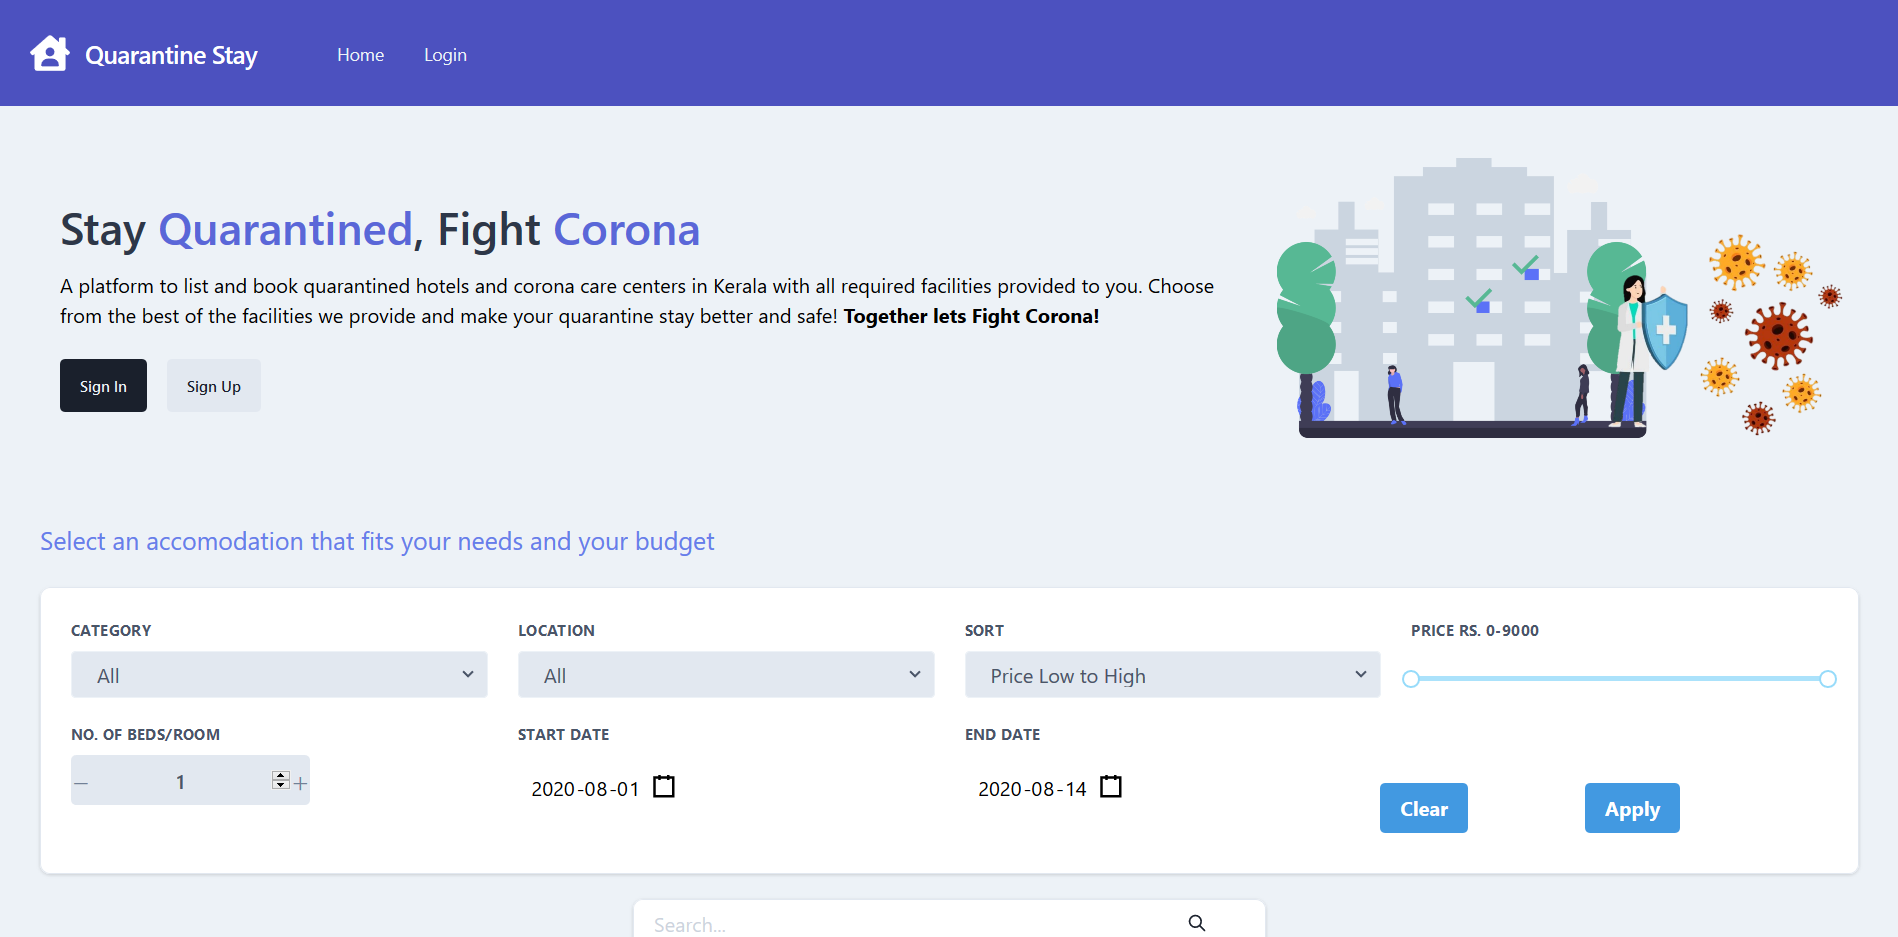 Quarantine Stay
Home
Login
Stay Quarantined, Fight Corona
A platform to list and book quarantined hotels and corona care centers in Kerala with all required facilities provided to you. Choose
from the best of the facilities we provide and make your quarantine stay better and safe! Together lets Fight Corona!
Sign In
Sign Up
Select an accomodation that fits your needs and your budget
CATEGORY
LOCATION
SORT
PRICE RS. 0-9000
All
All
Price Low to High
NO. OF BEDS/ROOM
START DATE
END DATE
− 1 +
2020-08-01
2020-08-14
Clear
Apply
Search...